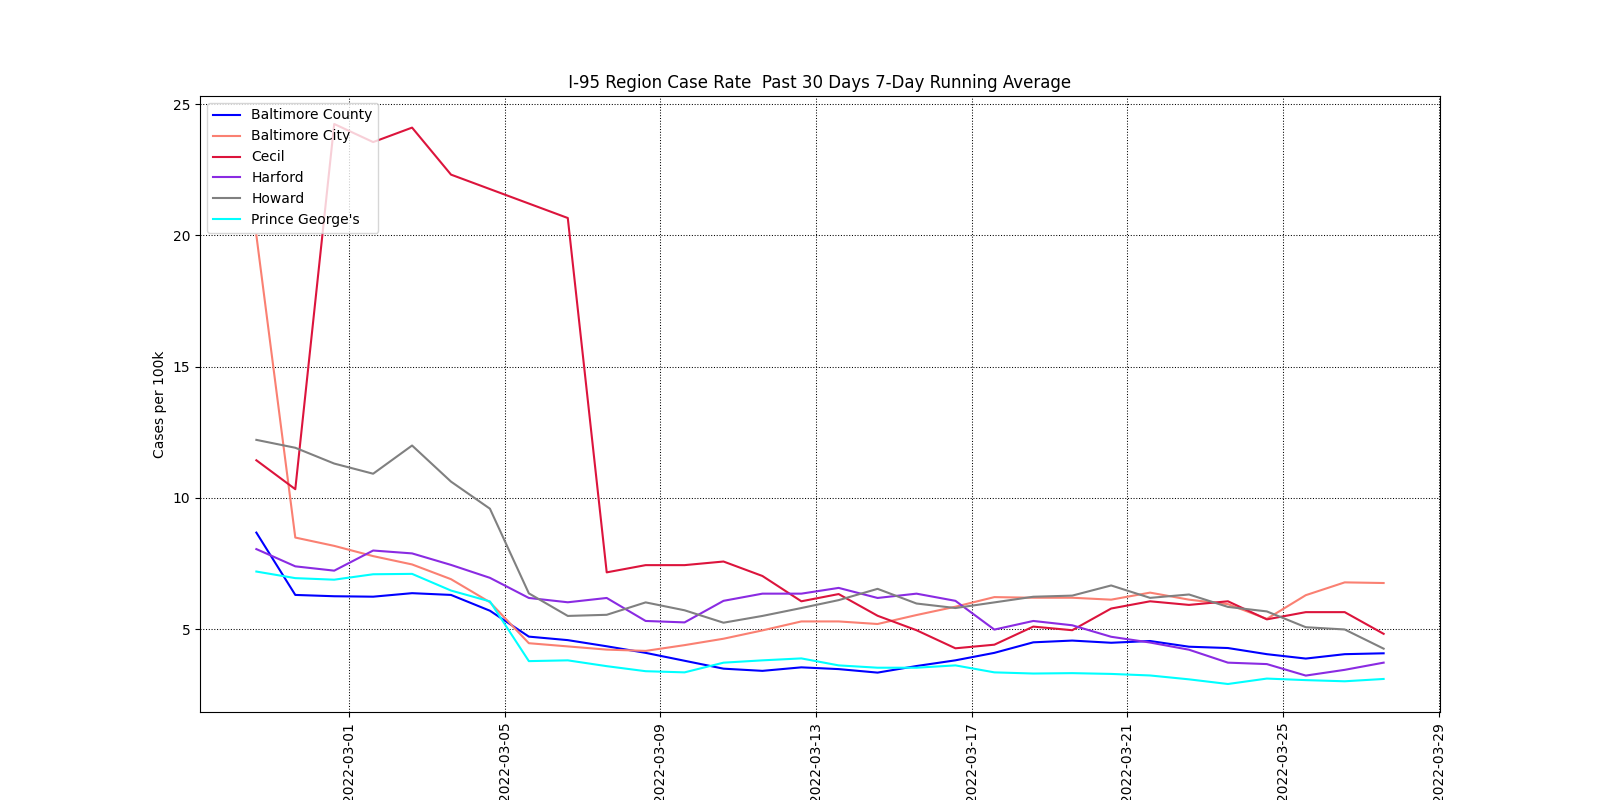 I-95 Region Case Rate  Past 30 Days 7-Day Running Average
Baltimore County
Baltimore City
Cecil
Harford
Howard
Prince George's
Cases per 100k
25
20
15
10
5
2022-03-01
2022-03-05
2022-03-09
2022-03-13
2022-03-17
2022-03-21
2022-03-25
2022-03-29